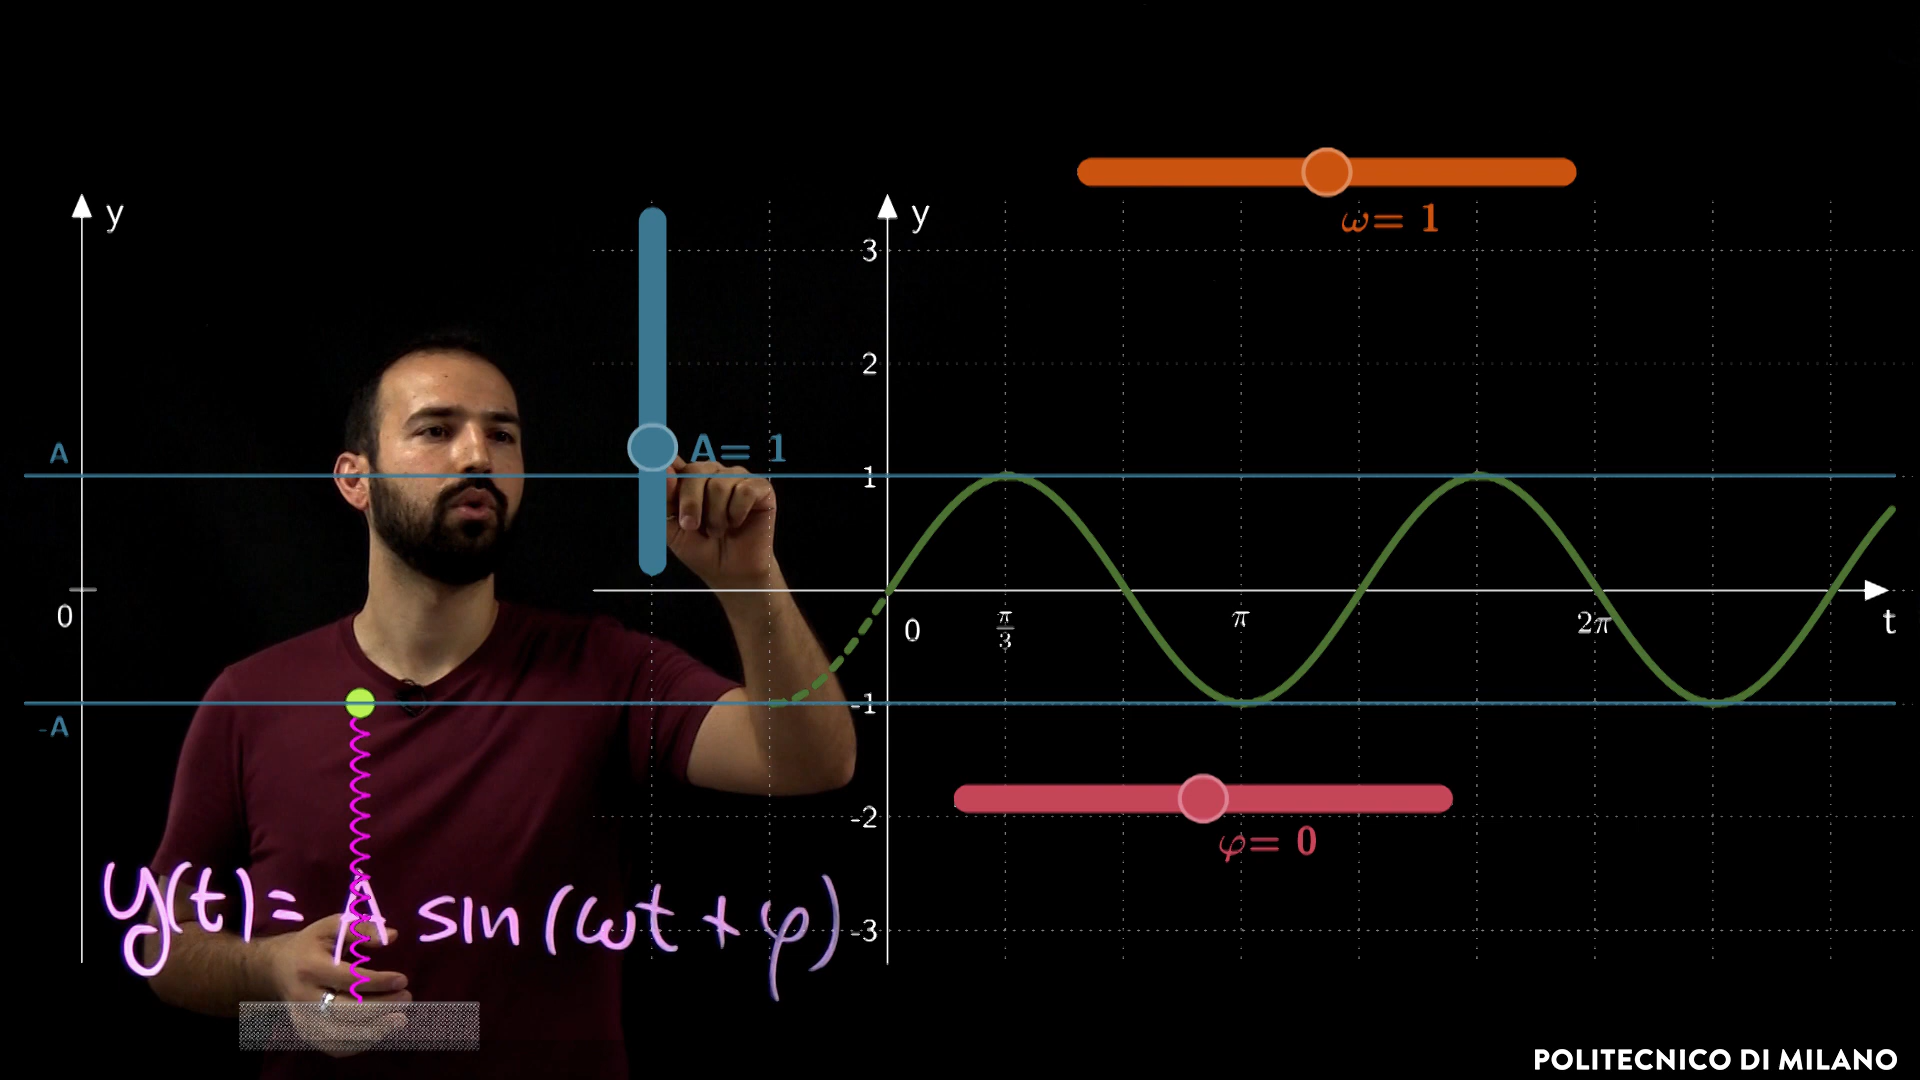 ω= 1
y
y
3
2
A
A= 1
1
0
0
π/3
π
2π
t
-1
-A
-2
φ= 0
y(t)= A sin (ωt + φ)
-3
POLITECNICO DI MILANO